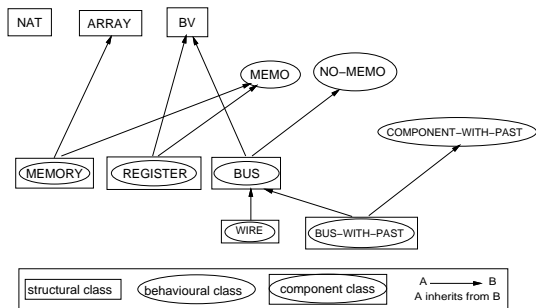 NAT
ARRAY
BV
MEMO
NO-MEMO
COMPONENT-WITH-PAST
MEMORY
REGISTER
BUS
WIRE
BUS-WITH-PAST
structural class
behavioural class
component class
A B
A inherits from B